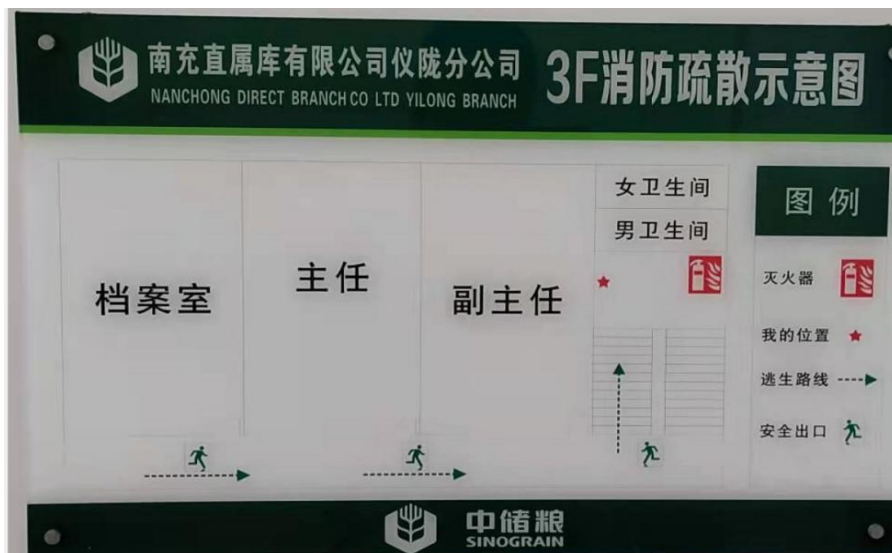 南充直属库有限公司仪陇分公司
NANCHONG DIRECT BRANCH CO LTD YILONG BRANCH
3F消防疏散示意图
档案室
主任
副主任
女卫生间
男卫生间
图例
灭火器
我的位置
逃生路线
安全出口
中储粮
SINOGRAIN